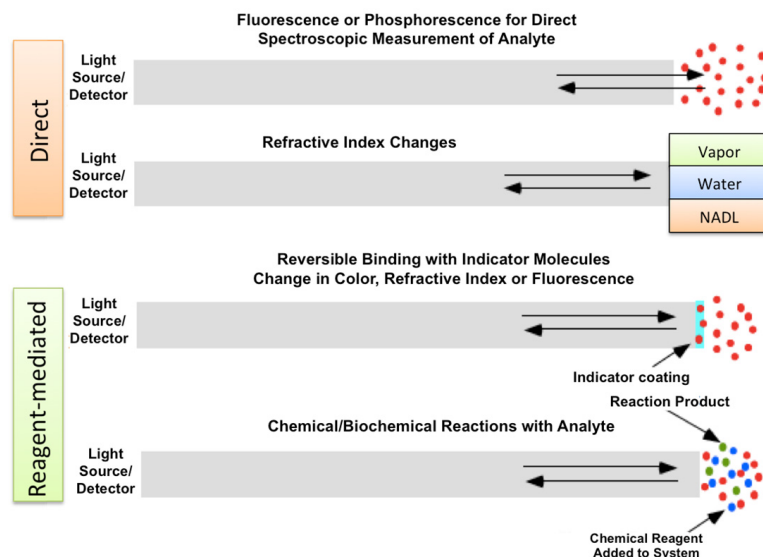 Fluorescence or Phosphorescence for Direct
Spectroscopic Measurement of Analyte
Direct
Light
Source/
Detector
Refractive Index Changes
Light
Source/
Detector
Vapor
Water
NADL
Reversible Binding with Indicator Molecules
Change in Color, Refractive Index or Fluorescence
Reagent-mediated
Light
Source/
Detector
Indicator coating
Reaction Product
Chemical/Biochemical Reactions with Analyte
Light
Source/
Detector
Chemical Reagent
Added to System